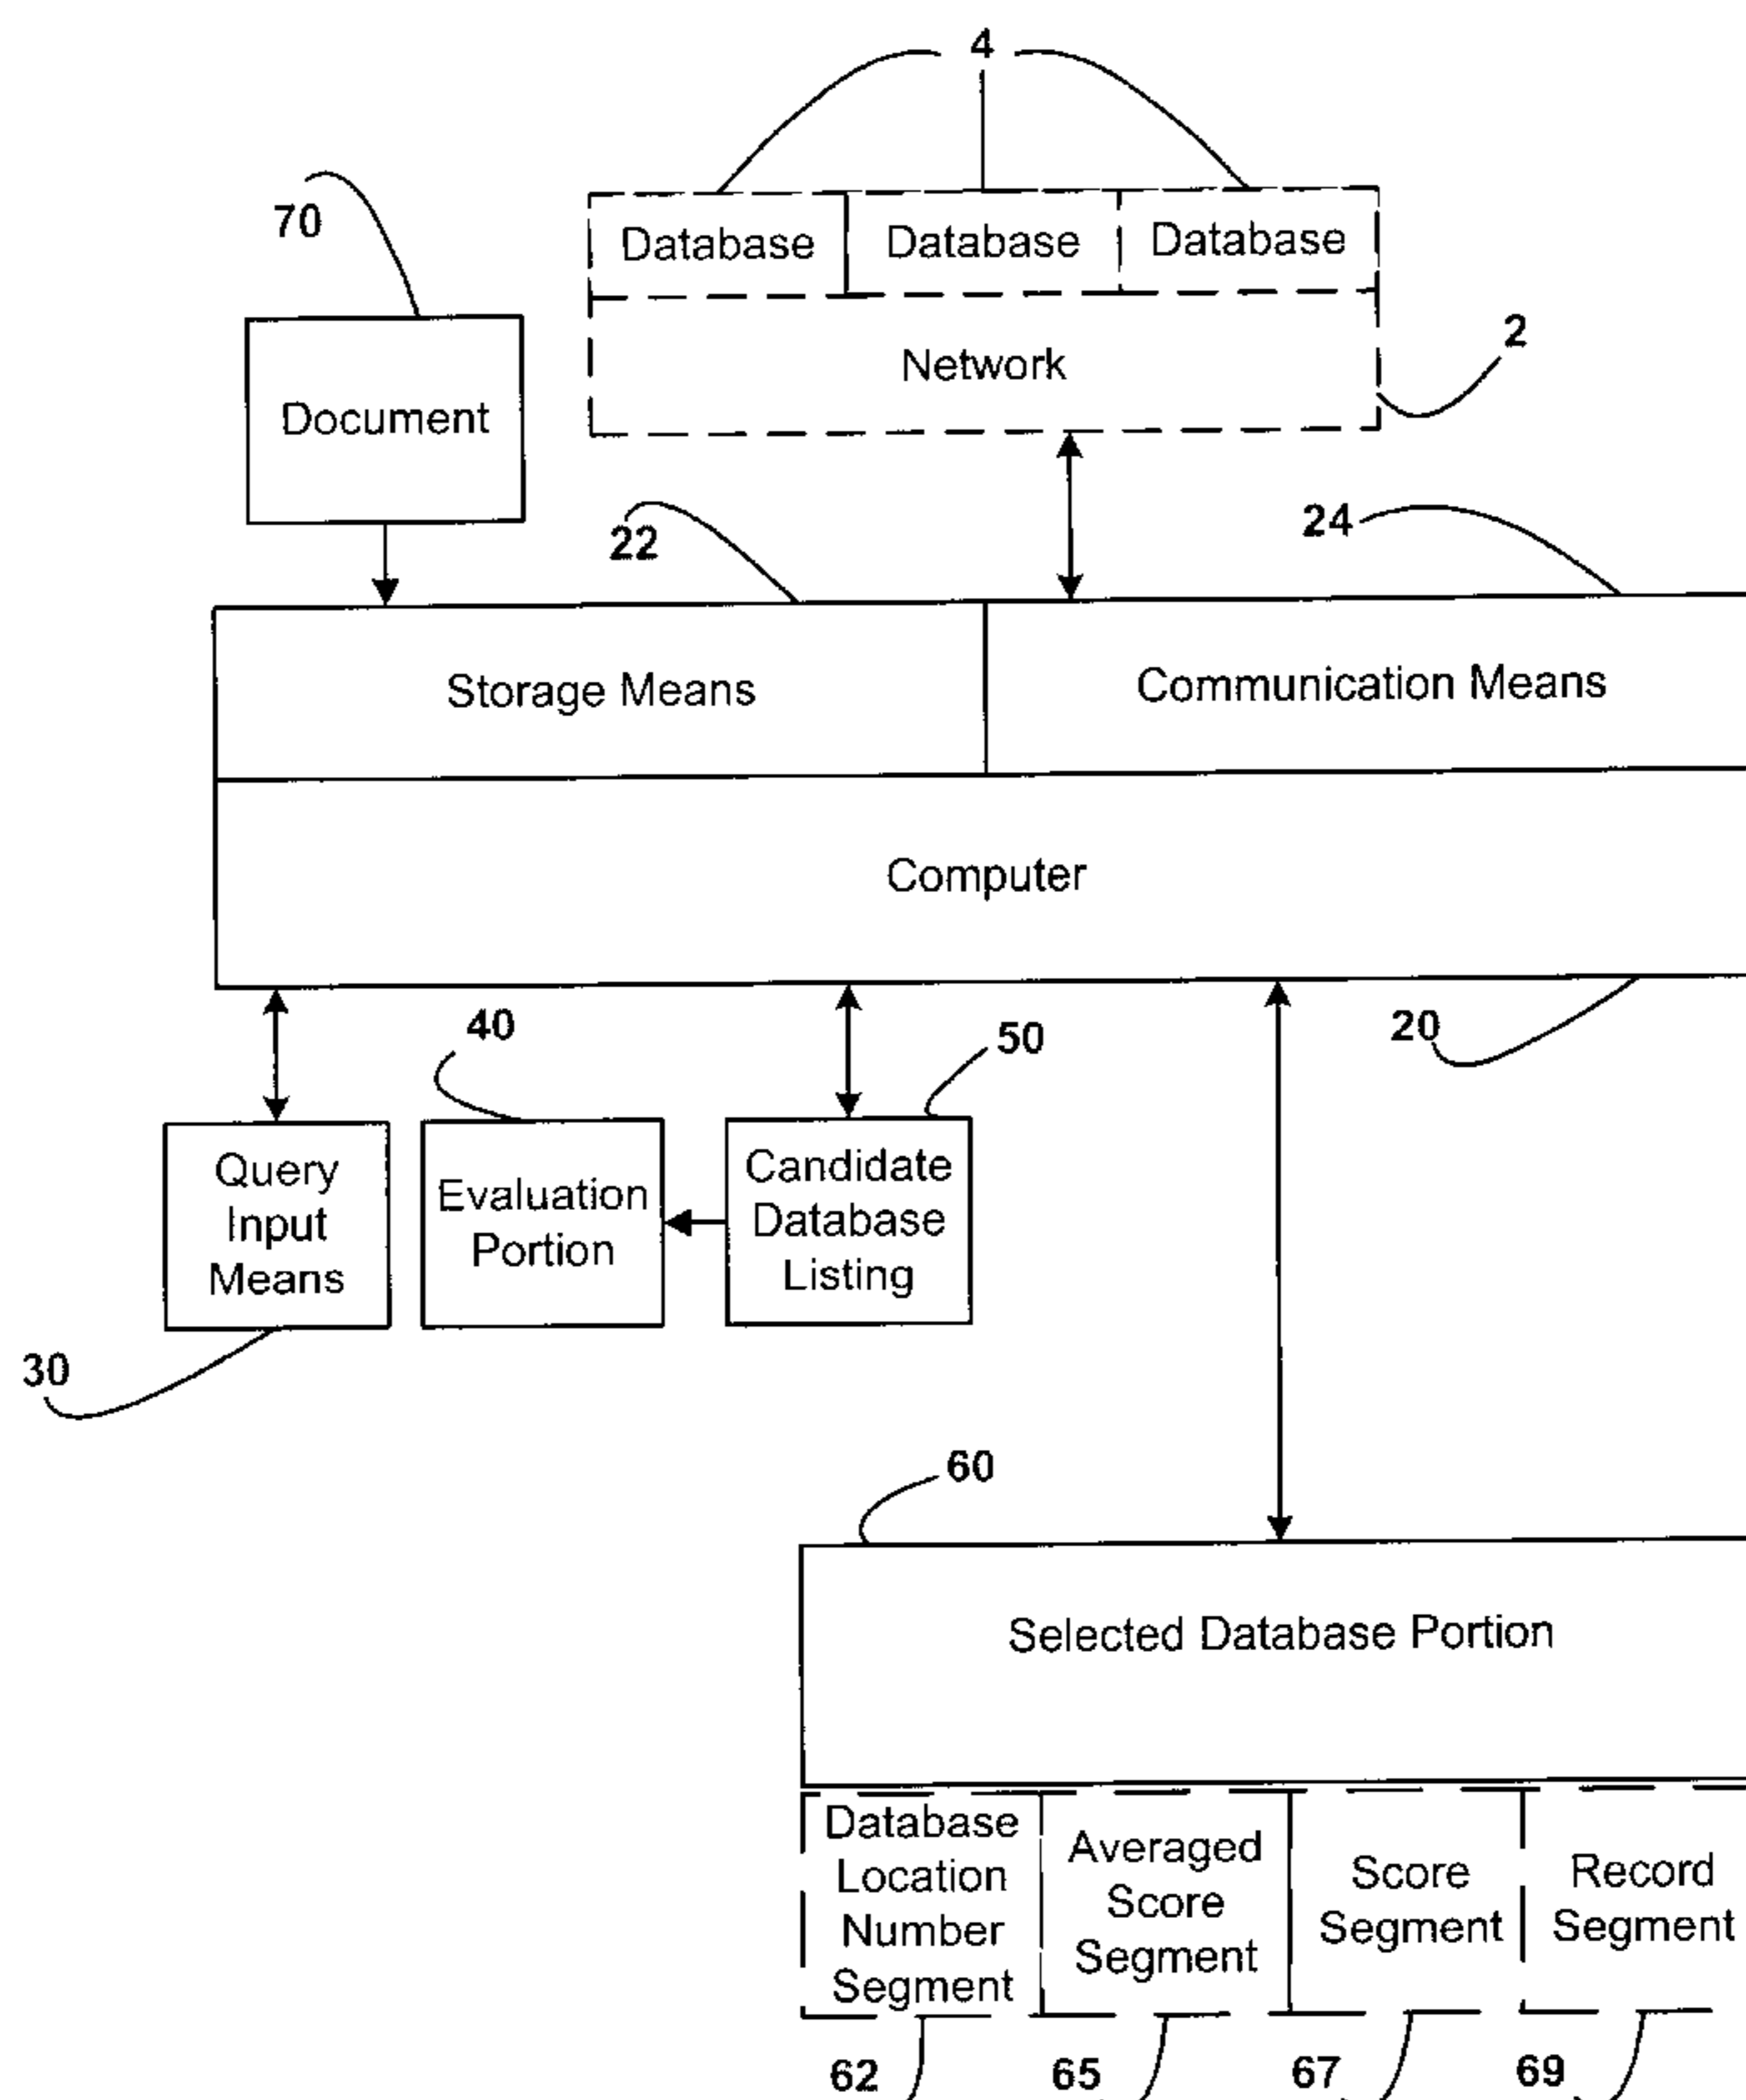 4
70
Database Database Database
2
Network
Document
22
24
Storage Means
Communication Means
Computer
40
50
20
Query
Input
Means
Evaluation
Portion
Candidate
Database
Listing
30
60
Selected Database Portion
Database
Location
Number
Segment
Averaged
Score
Segment
Score
Segment
Record
Segment
62
65
67
69